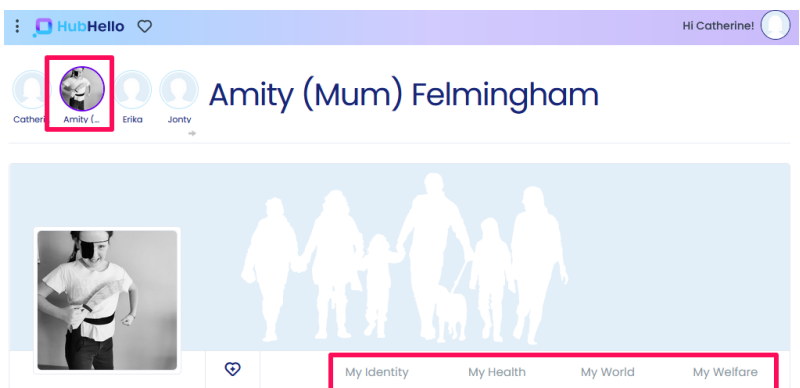 HubHello
Hi Catherine!
Catheri
Amity (...
Erika
Jonty
Amity (Mum) Felmingham
My Identity
My Health
My World
My Welfare